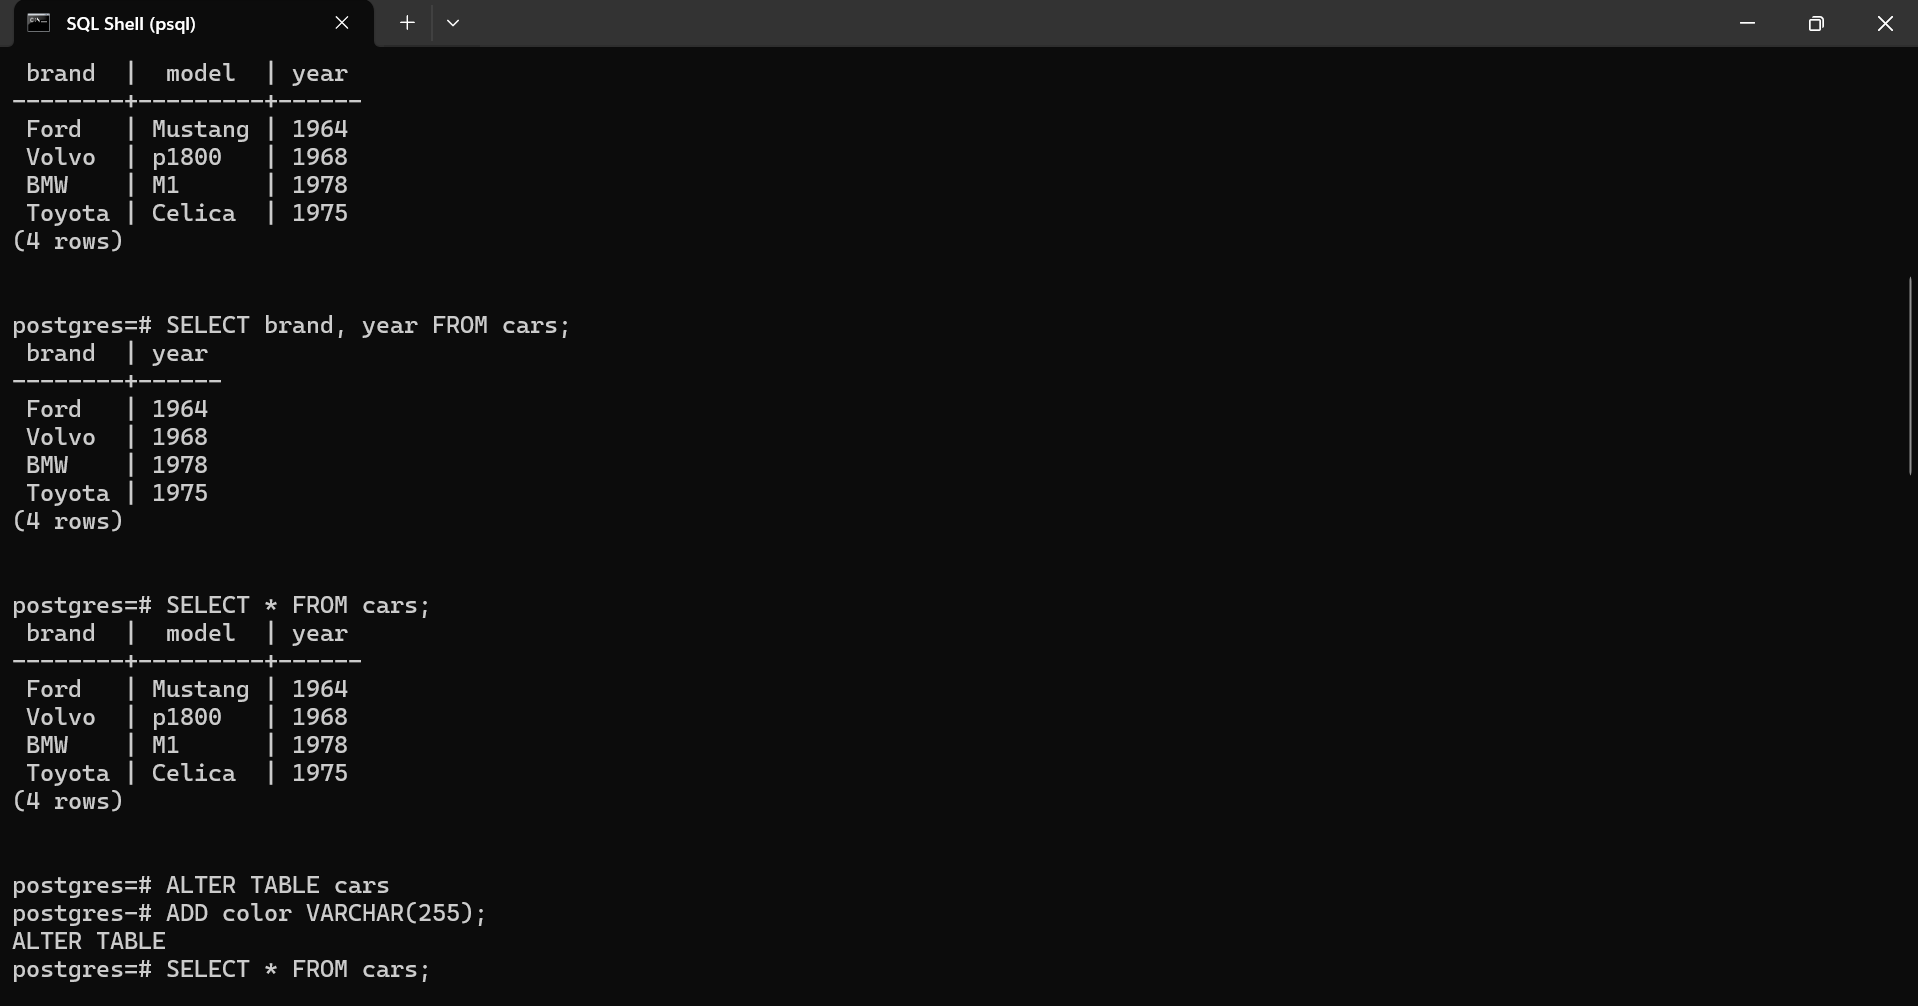 SQL Shell (psql)
 brand  |  model  | year
--------+---------+------
 Ford   | Mustang | 1964
 Volvo  | p1800   | 1968
 BMW    | M1      | 1978
 Toyota | Celica  | 1975
(4 rows)
postgres=# SELECT brand, year FROM cars;
 brand  | year
--------+------
 Ford   | 1964
 Volvo  | 1968
 BMW    | 1978
 Toyota | 1975
(4 rows)
postgres=# SELECT * FROM cars;
 brand  |  model  | year
--------+---------+------
 Ford   | Mustang | 1964
 Volvo  | p1800   | 1968
 BMW    | M1      | 1978
 Toyota | Celica  | 1975
(4 rows)
postgres=# ALTER TABLE cars
postgres-# ADD color VARCHAR(255);
ALTER TABLE
postgres=# SELECT * FROM cars;